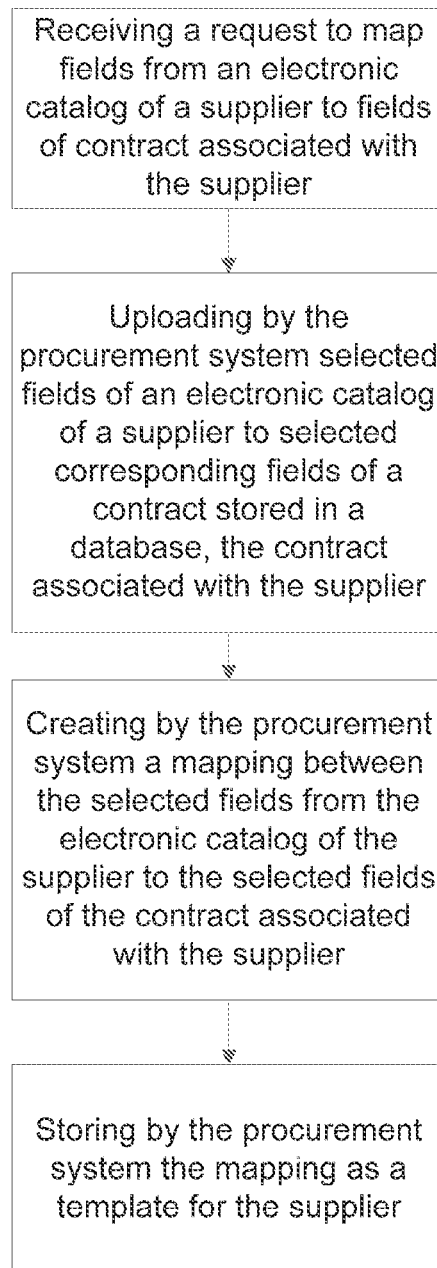 Receiving a request to map
fields from an electronic
catalog of a supplier to fields
of contract associated with
the supplier
Uploading by the
procurement system selected
fields of an electronic catalog
of a supplier to selected
corresponding fields of a
contract stored in a
database, the contract
associated with the supplier
Creating by the procurement
system a mapping between
the selected fields from the
electronic catalog of the
supplier to the selected fields
of the contract associated
with the supplier
Storing by the procurement
system the mapping as a
template for the supplier